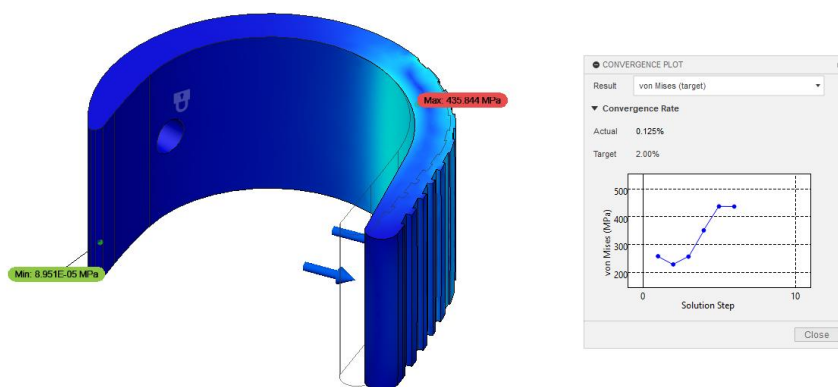 Max: 435.844 MPa
Min: 8.951E-05 MPa
CONVERGENCE PLOT
Result von Mises (target)
Convergence Rate
Actual 0.125%
Target 2.00%
500
400
300
200
von Mises (MPa)
0 10
Solution Step
Close